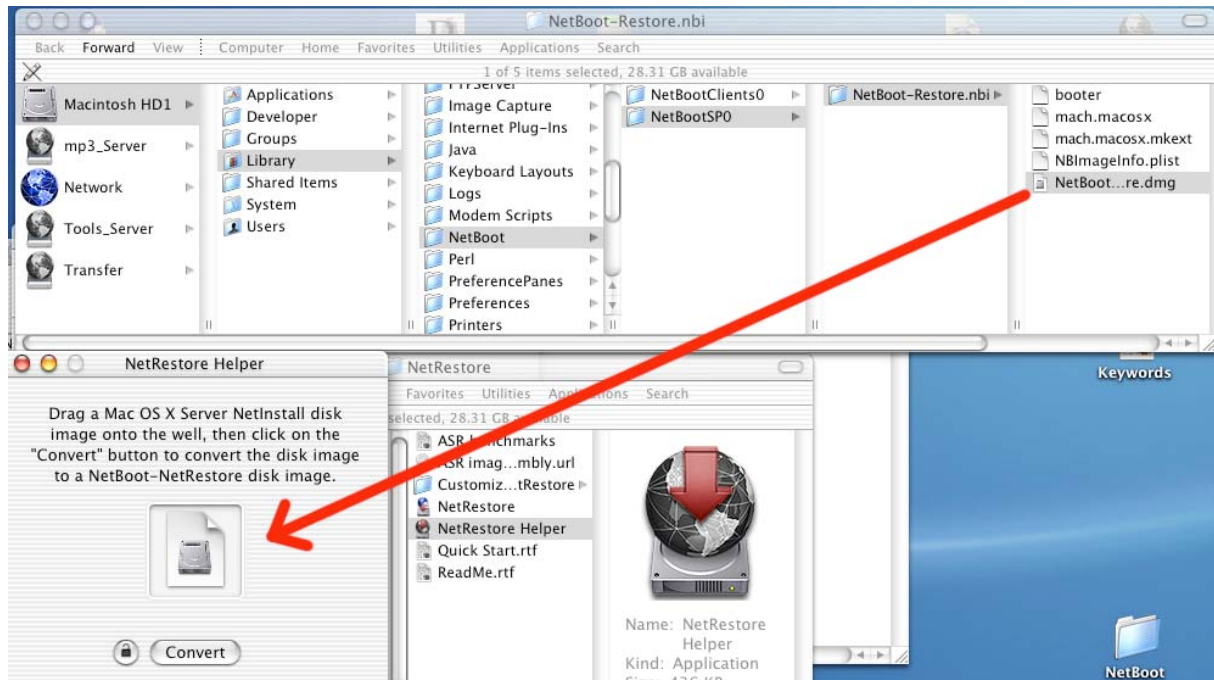 NetBoot-Restore.nbi
Back Forward View Computer Home Favorites Utilities Applications Search
1 of 5 items selected, 28.31 GB available
Macintosh HD1
mp3_Server
Network
Tools_Server
Transfer
Applications
Developer
Groups
Library
Shared Items
System
Users
Image Capture
Internet Plug-Ins
Java
Keyboard Layouts
Logs
Modem Scripts
NetBoot
Perl
PreferencePanes
Preferences
Printers
NetBootClients0
NetBootSP0
NetBoot-Restore.nbi
booter
mach.macosx
mach.macosx.mkext
NBImageInfo.plist
NetBoot...re.dmg
NetRestore Helper
Drag a Mac OS X Server NetInstall disk
image onto the well, then click on the
"Convert" button to convert the disk image
to a NetBoot-NetRestore disk image.
Convert
NetRestore
Favorites Utilities Applications Search
selected, 28.31 GB available
ASR benchmarks
ASR imag...mbly.url
Customiz...tRestore
NetRestore
NetRestore Helper
Quick Start.rtf
ReadMe.rtf
Name: NetRestore
Helper
Kind: Application
Keywords
NetBoot